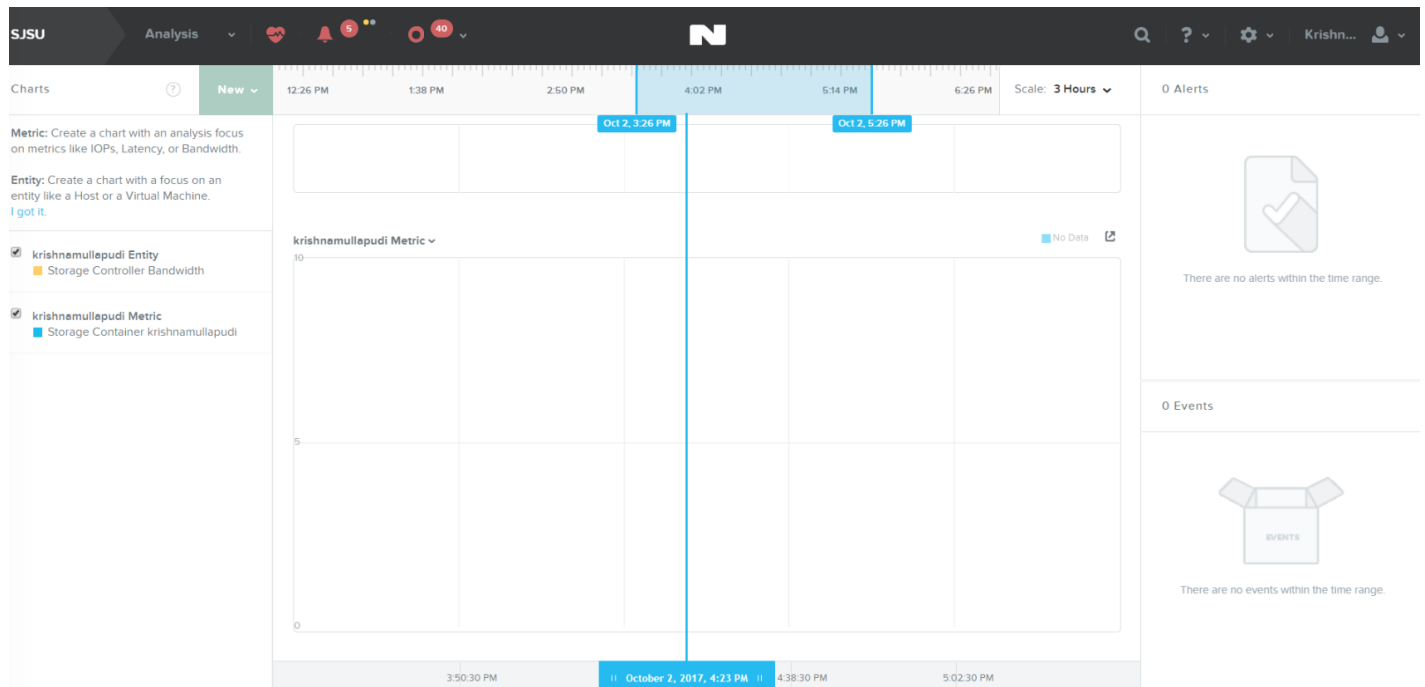 SJSU
Analysis
5
40
N
?
Krishn...
Charts
?
New
12:26 PM
1:38 PM
2:50 PM
4:02 PM
5:14 PM
6:26 PM
Scale: 3 Hours
0 Alerts
Oct 2, 3:26 PM
Oct 2, 5:26 PM
Metric: Create a chart with an analysis focus
on metrics like IOPs, Latency, or Bandwidth.
Entity: Create a chart with a focus on an
entity like a Host or a Virtual Machine.
I got it.
krishnamullapudi Entity
Storage Controller Bandwidth
krishnamullapudi Metric
Storage Container krishnamullapudi
krishnamullapudi Metric
No Data
10
5
0
3:50:30 PM
October 2, 2017, 4:23 PM
4:38:30 PM
5:02:30 PM
There are no alerts within the time range.
0 Events
EVENTS
There are no events within the time range.